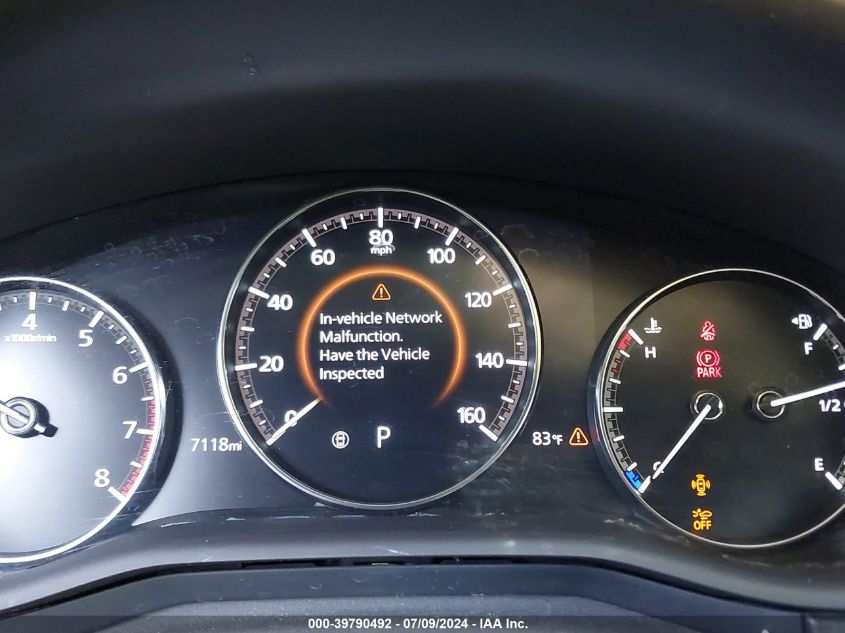 4
x1000r/min
5
6
7
8
0
20
40
60
80
mph
100
120
140
160
In-vehicle Network
Malfunction.
Have the Vehicle
Inspected
P
7118mi
83°F
H
P
PARK
OFF
F
1/2
E
000-39790492 / 07/09/2024 / IAA Inc.